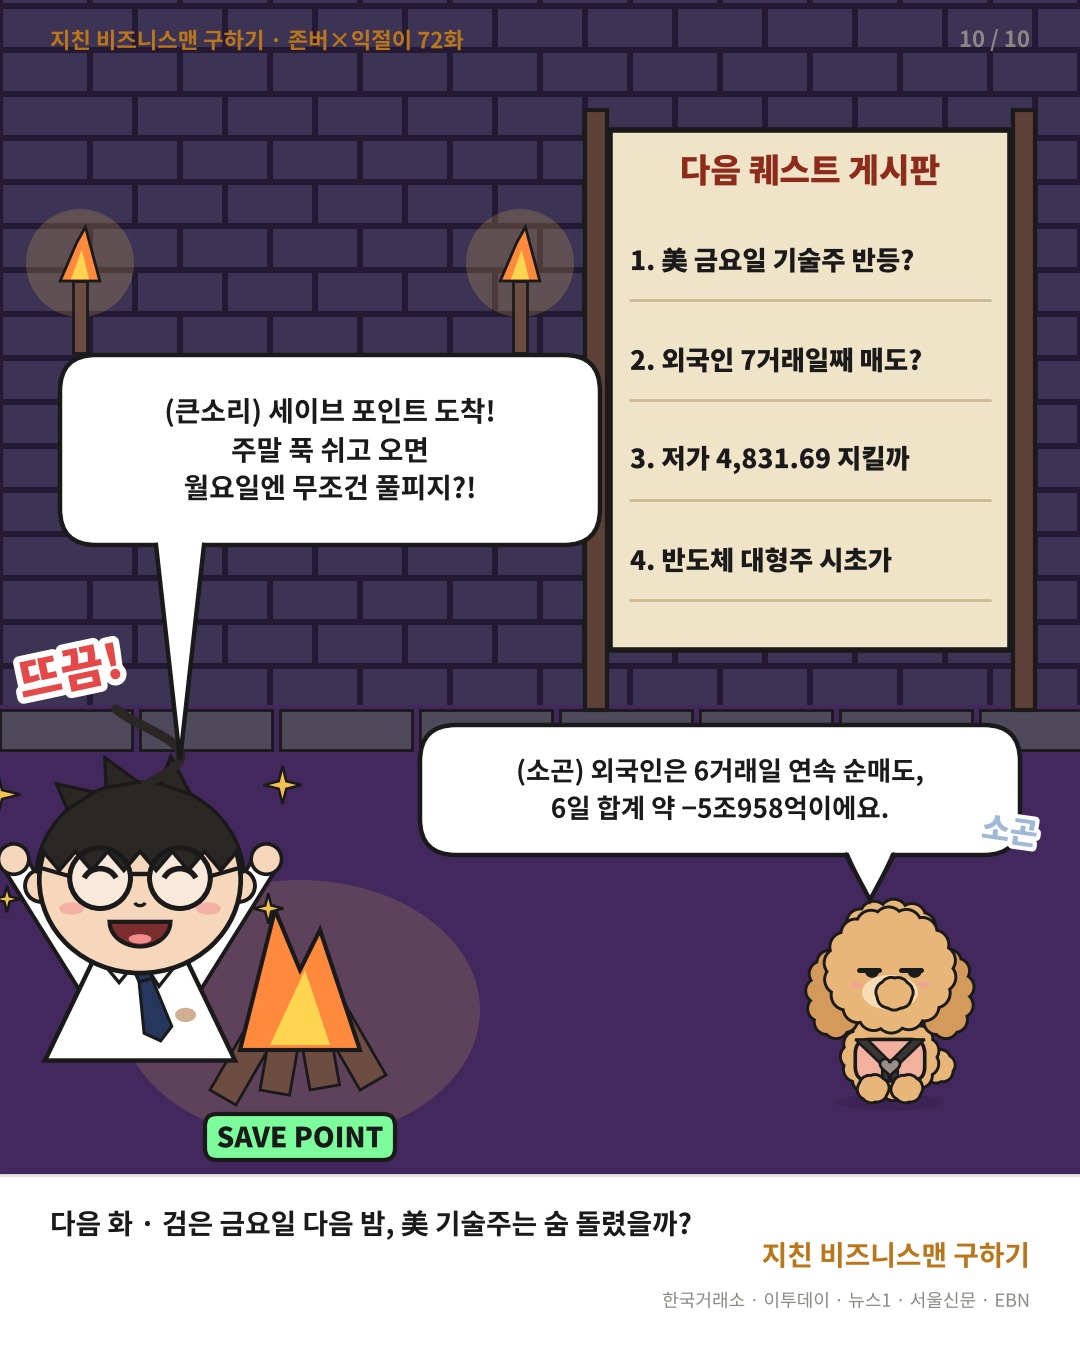 지친 비즈니스맨 구하기 · 존버×익절이 72화
10 / 10
다음 퀘스트 게시판
1. 美 금요일 기술주 반등?
2. 외국인 7거래일째 매도?
3. 저가 4,831.69 지킬까
4. 반도체 대형주 시초가
(큰소리) 세이브 포인트 도착!
주말 푹 쉬고 오면
월요일엔 무조건 풀피지?!
뜨끔!
(소곤) 외국인은 6거래일 연속 순매도,
6일 합계 약 −5조958억이에요.
소곤
SAVE POINT
다음 화 · 검은 금요일 다음 밤, 美 기술주는 숨 돌렸을까?
지친 비즈니스맨 구하기
한국거래소 · 이투데이 · 뉴스1 · 서울신문 · EBN